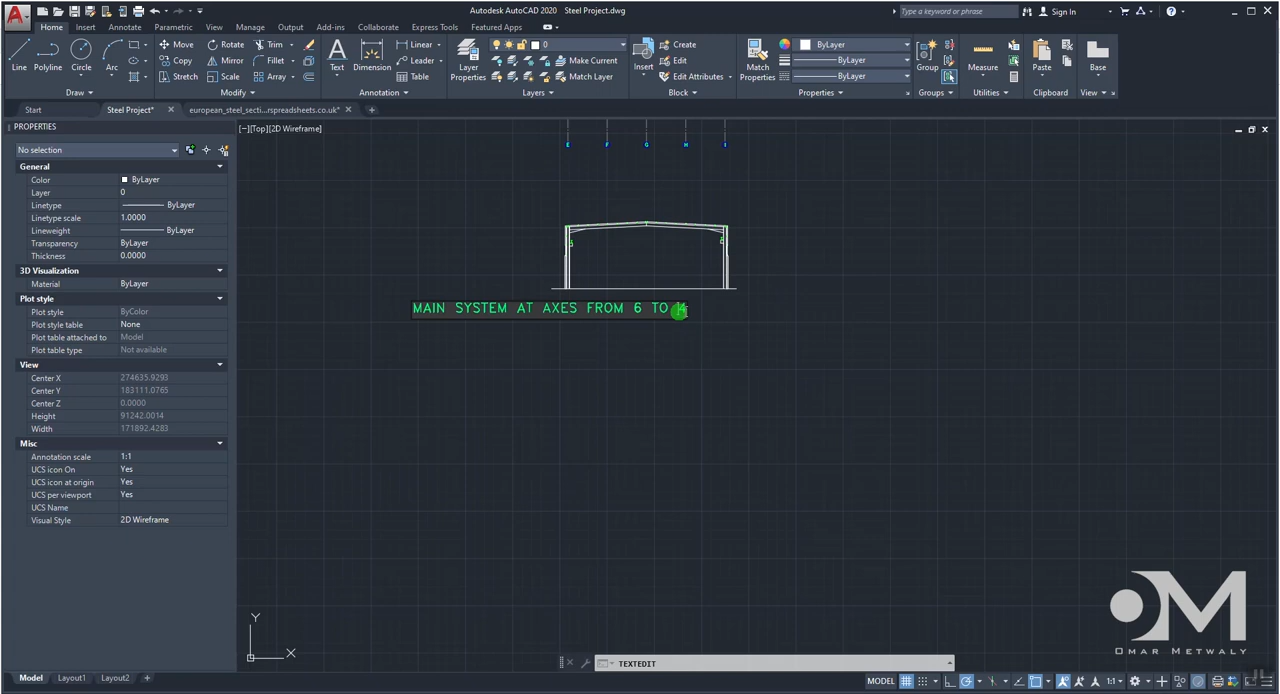 Autodesk AutoCAD 2020 Steel Project.dwg
Type a keyword or phrase
Sign In
Home Insert Annotate Parametric View Manage Output Add-ins Collaborate Express Tools Featured Apps
Line Polyline Circle Arc
Move Rotate Trim
Copy Mirror Fillet
Stretch Scale Array
Text Dimension
Linear
Leader
Table
Layer Properties
0
Make Current
Match Layer
Insert
Create
Edit
Edit Attributes
Match Properties
ByLayer
ByLayer
ByLayer
Group
Measure
Paste
Base
Draw Modify Annotation Layers Block Properties Groups Utilities Clipboard View
Start Steel Project* european_steel_secti...rspreadsheets.co.uk*
PROPERTIES
[−][Top][2D Wireframe]
No selection
General
Color ByLayer
Layer 0
Linetype ByLayer
Linetype scale 1.0000
Lineweight ByLayer
Transparency ByLayer
Thickness 0.0000
3D Visualization
Material ByLayer
Plot style
Plot style ByColor
Plot style table None
Plot table attached to Model
Plot table type Not available
View
Center X 274635.9293
Center Y 183111.0765
Center Z 0.0000
Height 91242.0014
Width 171892.4283
Misc
Annotation scale 1:1
UCS icon On Yes
UCS icon at origin Yes
UCS per viewport Yes
UCS Name
Visual Style 2D Wireframe
E F G H I
MAIN SYSTEM AT AXES FROM 6 TO
Y
X
TEXTEDIT
OM
OMAR METWALY
Model Layout1 Layout2
MODEL 1:1